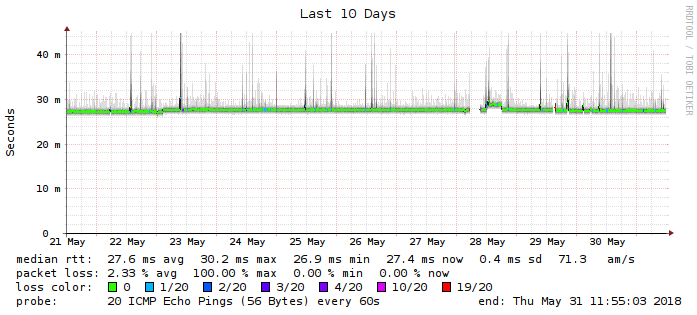 Last 10 Days
RRDTOOL / TOBI OETIKER
Seconds
40 m
30 m
20 m
10 m
0
21 May 22 May 23 May 24 May 25 May 26 May 27 May 28 May 29 May 30 May
median rtt: 27.6 ms avg 30.2 ms max 26.9 ms min 27.4 ms now 0.4 ms sd 71.3 am/s
packet loss: 2.33 % avg 100.00 % max 0.00 % min 0.00 % now
loss color: 0 1/20 2/20 3/20 4/20 10/20 19/20
probe: 20 ICMP Echo Pings (56 Bytes) every 60s end: Thu May 31 11:55:03 2018